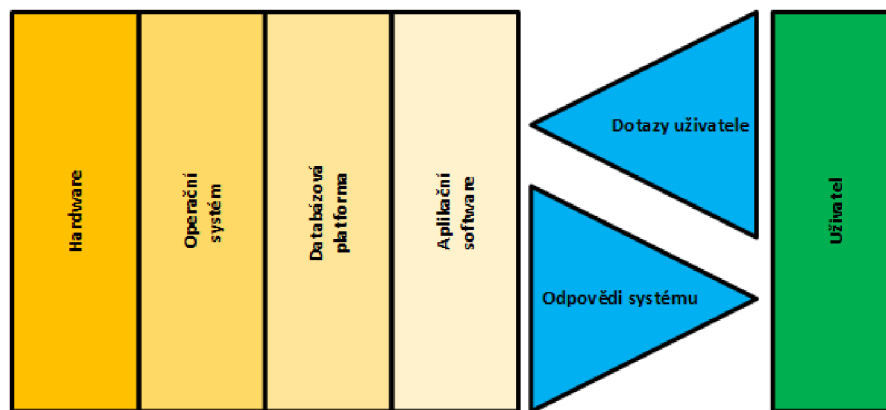 Hardware
Operační
systém
Databázová
platforma
Aplikační
software
Dotazy uživatele
Odpovědi systému
Uživatel